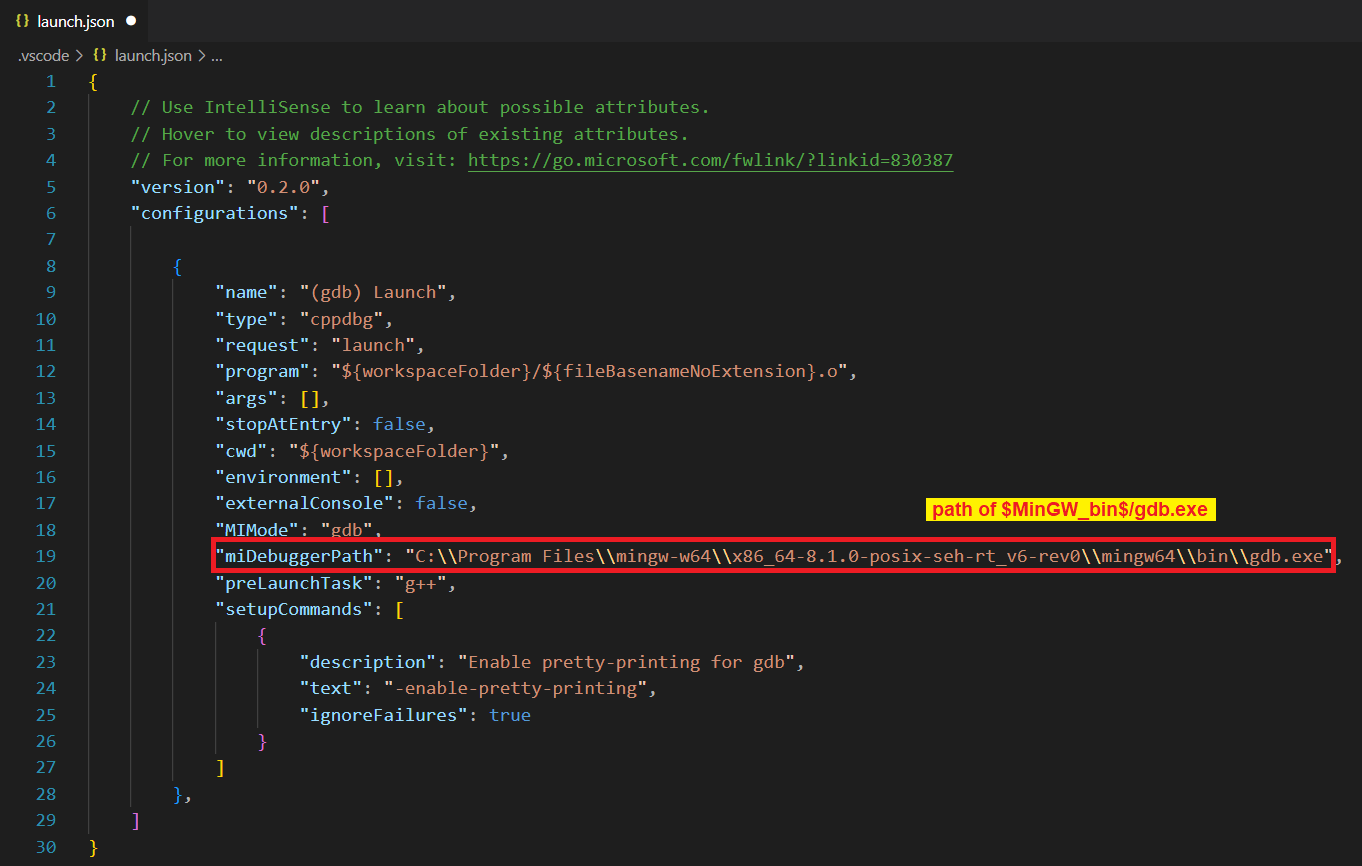 {} launch.json ●
.vscode > {} launch.json > ...
1 {
2 // Use IntelliSense to learn about possible attributes.
3 // Hover to view descriptions of existing attributes.
4 // For more information, visit: https://go.microsoft.com/fwlink/?linkid=830387
5 "version": "0.2.0",
6 "configurations": [
7
8 {
9 "name": "(gdb) Launch",
10 "type": "cppdbg",
11 "request": "launch",
12 "program": "${workspaceFolder}/${fileBasenameNoExtension}.o",
13 "args": [],
14 "stopAtEntry": false,
15 "cwd": "${workspaceFolder}",
16 "environment": [],
17 "externalConsole": false,
path of $MinGW_bin$/gdb.exe
18 "MIMode": "gdb",
19 "miDebuggerPath": "C:\\Program Files\\mingw-w64\\x86_64-8.1.0-posix-seh-rt_v6-rev0\\mingw64\\bin\\gdb.exe",
20 "preLaunchTask": "g++",
21 "setupCommands": [
22 {
23 "description": "Enable pretty-printing for gdb",
24 "text": "-enable-pretty-printing",
25 "ignoreFailures": true
26 }
27 ]
28 },
29 ]
30 }